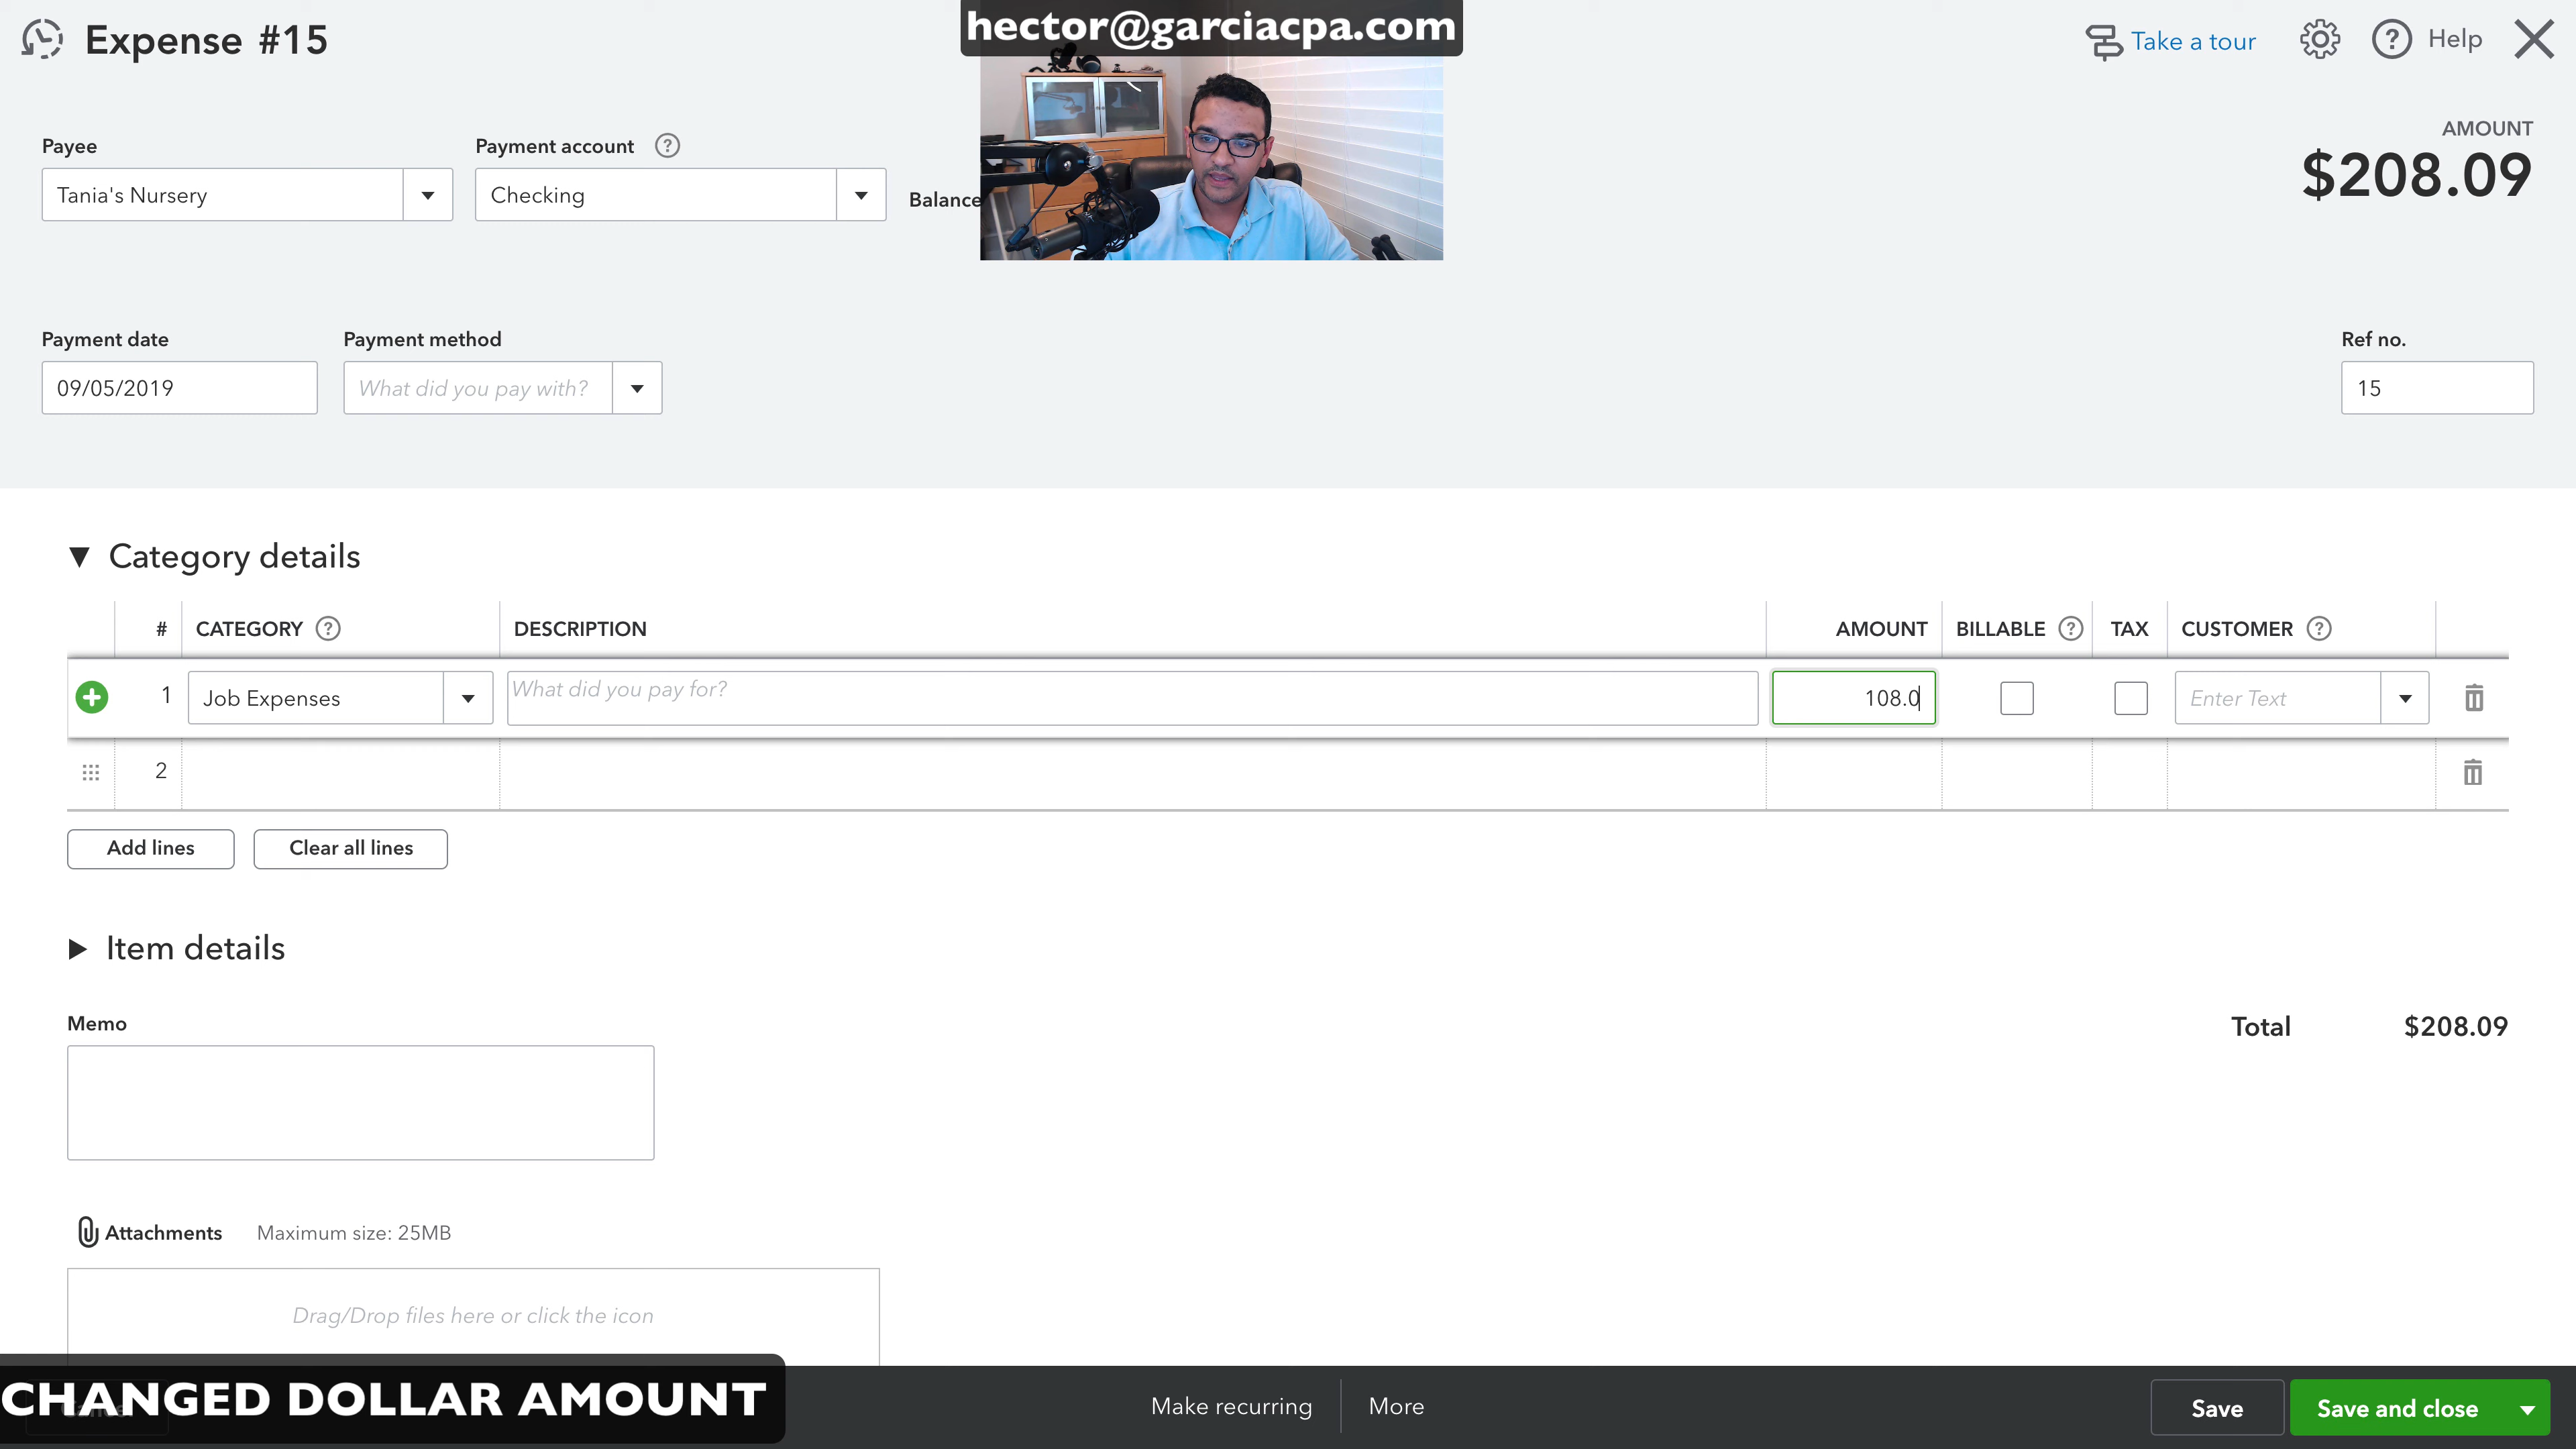 Expense #15
hector@garciacpa.com
Take a tour
Help
AMOUNT
$208.09
Payee
Payment account
Tania's Nursery
Checking
Balance
Payment date
Payment method
Ref no.
09/05/2019
What did you pay with?
15
Category details
# CATEGORY DESCRIPTION AMOUNT BILLABLE TAX CUSTOMER
1 Job Expenses What did you pay for? 108.0 Enter Text
2
Add lines
Clear all lines
Item details
Memo
Total $208.09
Attachments Maximum size: 25MB
Drag/Drop files here or click the icon
CHANGED DOLLAR AMOUNT
Make recurring
More
Save
Save and close